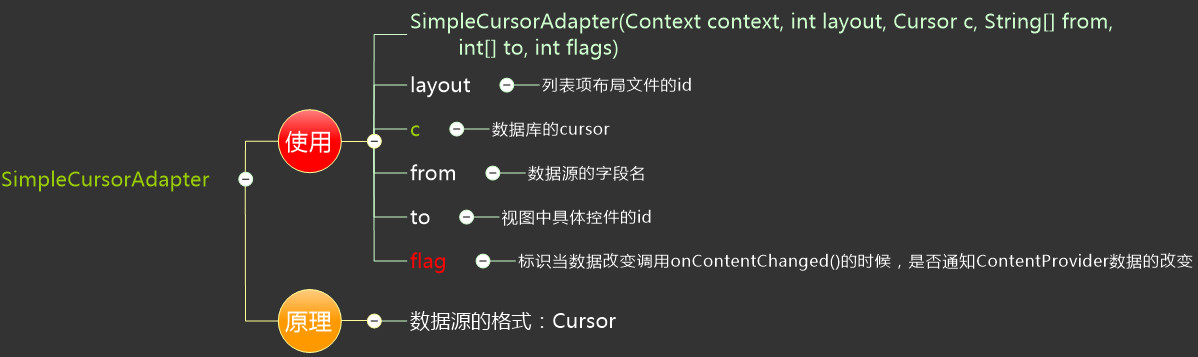 SimpleCursorAdapter
使用
SimpleCursorAdapter(Context context, int layout, Cursor c, String[] from,
int[] to, int flags)
layout 列表项布局文件的id
c 数据库的cursor
from 数据源的字段名
to 视图中具体控件的id
flag 标识当数据改变调用onContentChanged()的时候，是否通知ContentProvider数据的改变
原理
数据源的格式：Cursor